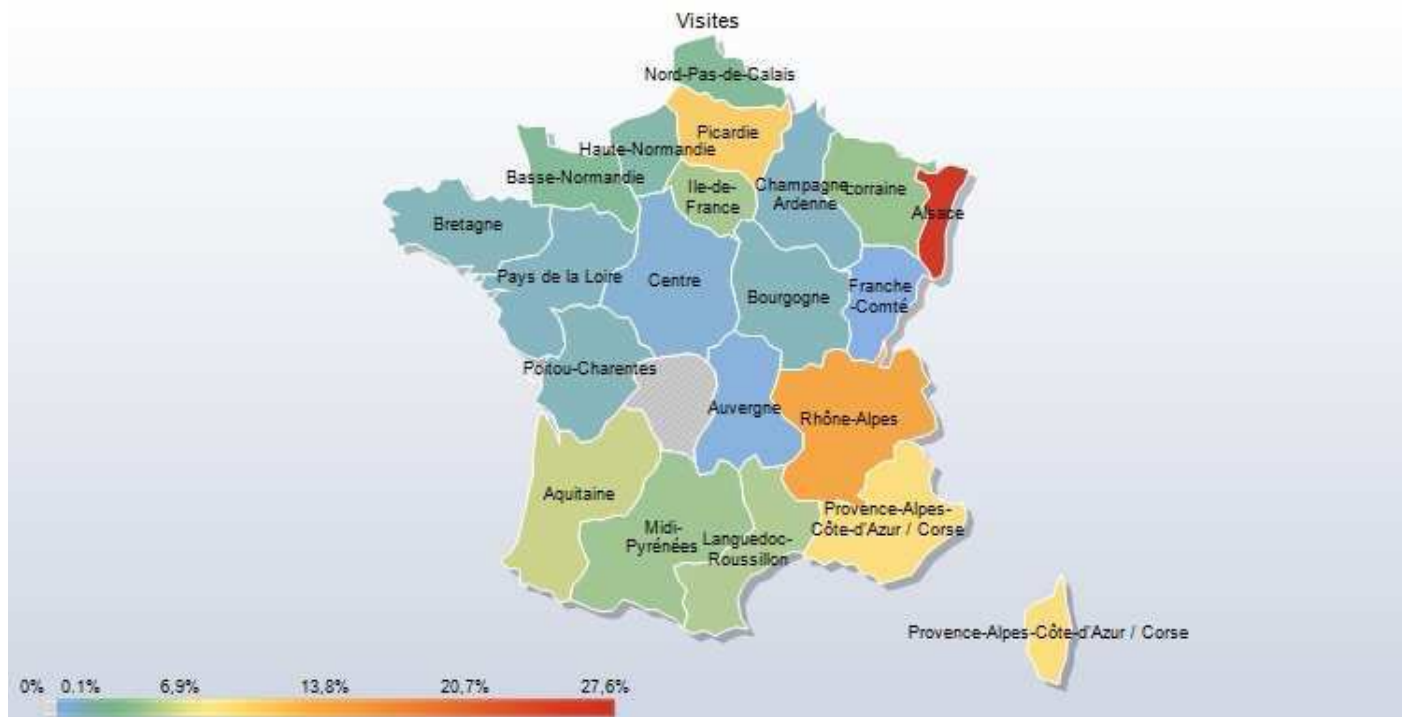 Visites
Nord-Pas-de-Calais
Picardie
Haute-Normandie
Basse-Normandie
Ile-de-
France
Champagne
Ardenne
Lorraine
Alsace
Bretagne
Pays de la Loire
Centre
Bourgogne
Franche
-Comté
Poitou-Charentes
Auvergne
Rhône-Alpes
Aquitaine
Midi-
Pyrénées
Languedoc-
Roussillon
Provence-Alpes-
Côte-d'Azur / Corse
Provence-Alpes-Côte-d'Azur / Corse
0% 0.1% 6,9% 13,8% 20,7% 27,6%